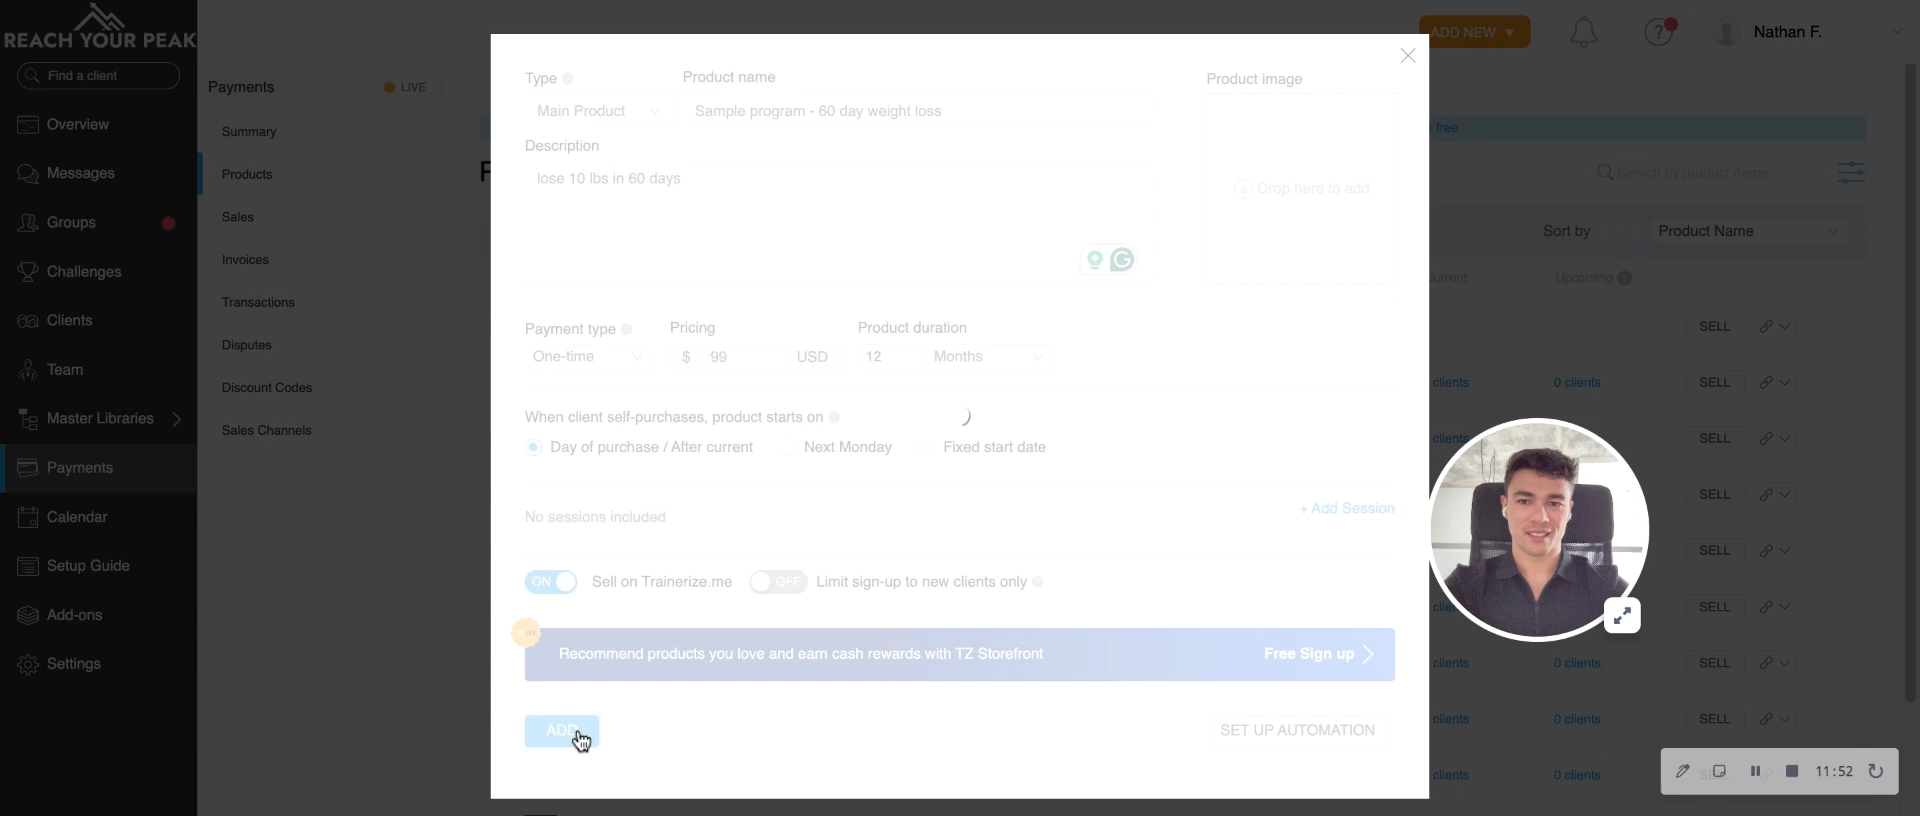 REACH YOUR PEAK
Find a client
Overview
Messages
Groups
Challenges
Clients
Team
Master Libraries
Payments
Calendar
Setup Guide
Add-ons
Settings
Payments
LIVE
Summary
Products
Sales
Invoices
Transactions
Disputes
Discount Codes
Sales Channels
ADD NEW
Nathan F.
free
Search by product name
Sort by
Product Name
Upcoming
SELL
clients 0 clients SELL
clients SELL
SELL
SELL
SELL
clients 0 clients SELL
clients 0 clients SELL
clients 0 clients
Type
Product name
Product image
Main Product
Sample program - 60 day weight loss
Description
lose 10 lbs in 60 days
Drop here to add
Payment type
Pricing
Product duration
One-time
$ 99 USD
12 Months
When client self-purchases, product starts on
Day of purchase / After current
Next Monday
Fixed start date
No sessions included
+ Add Session
ON
Sell on Trainerize.me
OFF
Limit sign-up to new clients only
Recommend products you love and earn cash rewards with TZ Storefront
Free Sign up
ADD
SET UP AUTOMATION
11:52